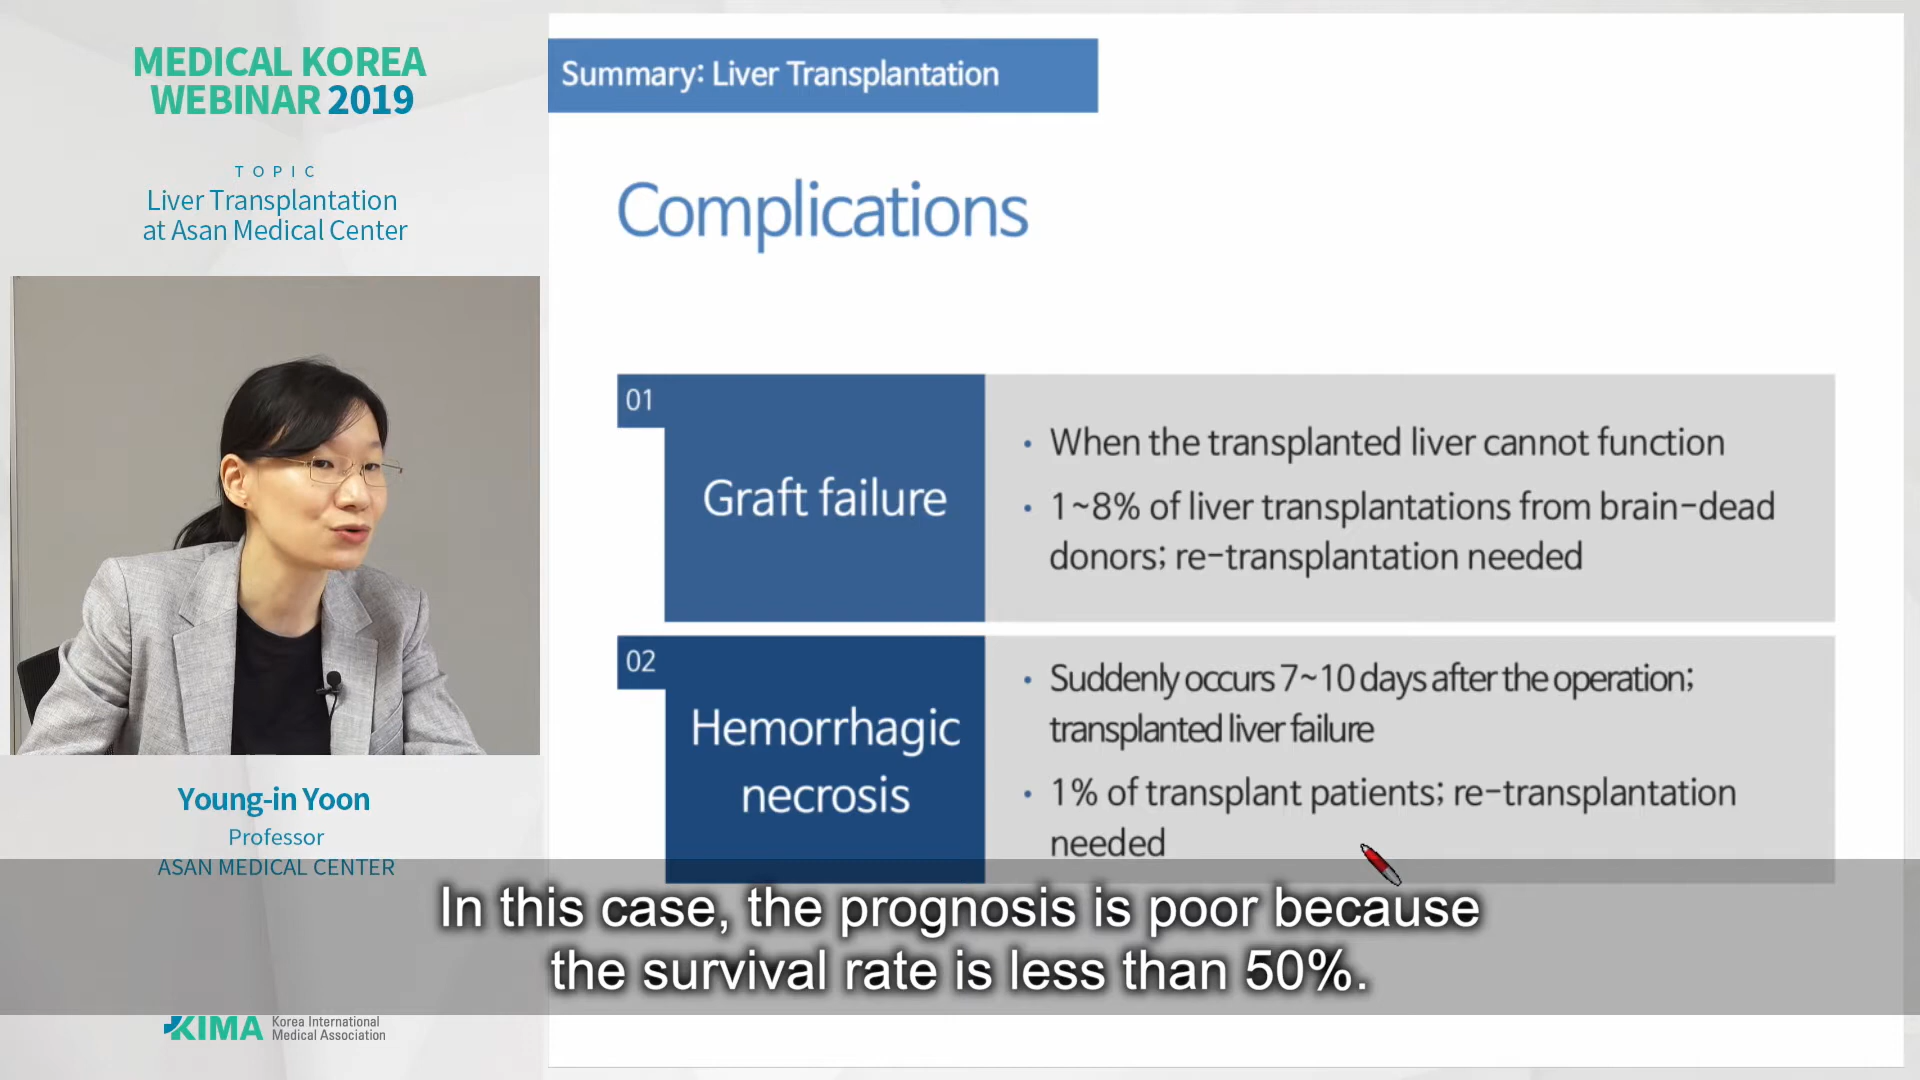 MEDICAL KOREA
WEBINAR 2019
TOPIC
Liver Transplantation
at Asan Medical Center
Young-in Yoon
Professor
ASAN MEDICAL CENTER
KIMA
Korea International
Medical Association
Summary: Liver Transplantation
Complications
01
Graft failure
• When the transplanted liver cannot function
• 1~8% of liver transplantations from brain-dead
donors; re-transplantation needed
02
Hemorrhagic
necrosis
• Suddenly occurs 7~10 days after the operation;
transplanted liver failure
• 1% of transplant patients; re-transplantation
needed
In this case, the prognosis is poor because
the survival rate is less than 50%.